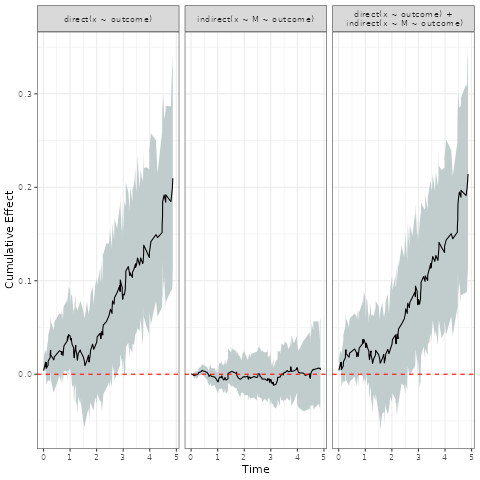 direct(x ~ outcome)
indirect(x ~ M ~ outcome)
direct(x ~ outcome) +
indirect(x ~ M ~ outcome)
Cumulative Effect
0.3
0.2
0.1
0.0
0 1 2 3 4 5
0 1 2 3 4 5
0 1 2 3 4 5
Time